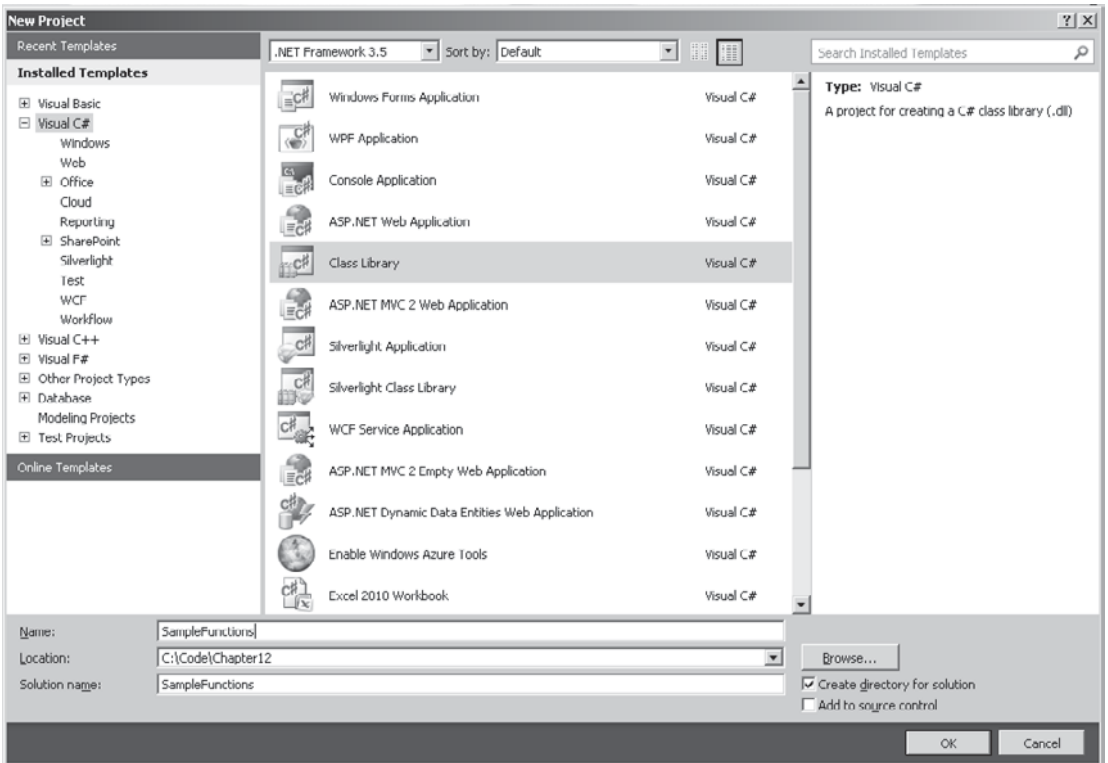 New Project
Recent Templates
Installed Templates
Visual Basic
Visual C#
Windows
Web
Office
Cloud
Reporting
SharePoint
Silverlight
Test
WCF
Workflow
Visual C++
Visual F#
Other Project Types
Database
Modeling Projects
Test Projects
Online Templates
.NET Framework 3.5 Sort by: Default
Windows Forms Application Visual C#
WPF Application Visual C#
Console Application Visual C#
ASP.NET Web Application Visual C#
Class Library Visual C#
ASP.NET MVC 2 Web Application Visual C#
Silverlight Application Visual C#
Silverlight Class Library Visual C#
WCF Service Application Visual C#
ASP.NET MVC 2 Empty Web Application Visual C#
ASP.NET Dynamic Data Entities Web Application Visual C#
Enable Windows Azure Tools Visual C#
Excel 2010 Workbook Visual C#
Search Installed Templates
Type: Visual C#
A project for creating a C# class library (.dll)
Name: SampleFunctions
Location: C:\Code\Chapter12 Browse...
Solution name: SampleFunctions Create directory for solution
Add to source control
OK Cancel